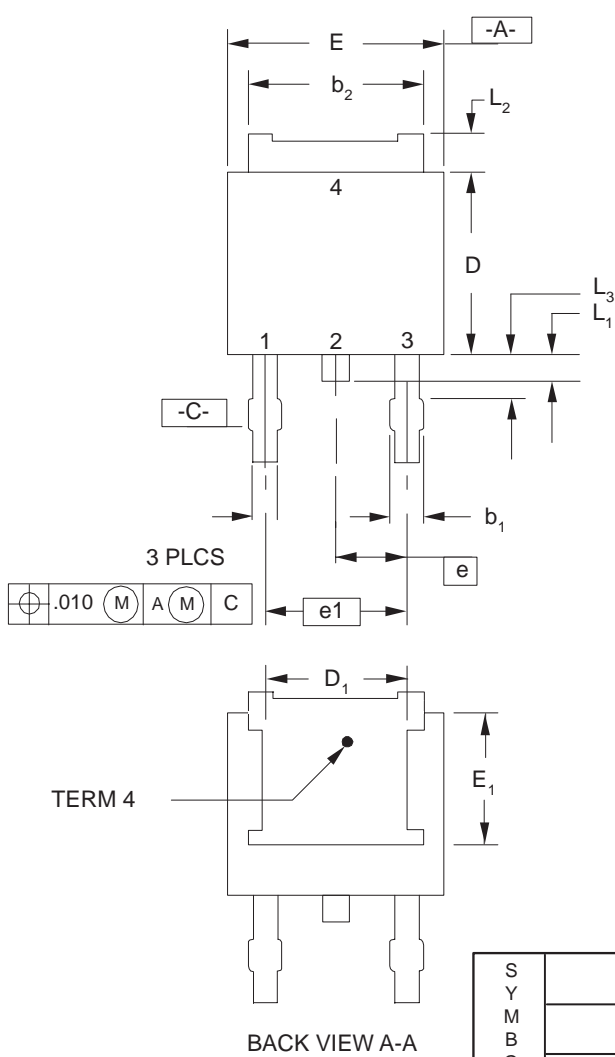 E
-A-
b2
L2
4
D
L3
L1
1 2 3
-C-
b1
3 PLCS
e
.010 M A M C
e1
D1
TERM 4
E1
BACK VIEW A-A
S
Y
M
B